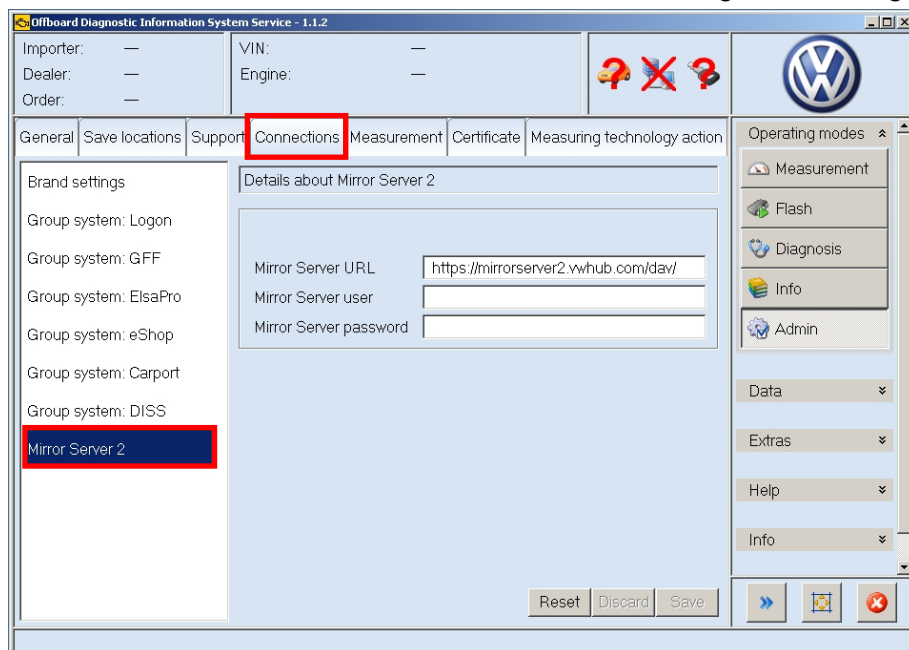 Offboard Diagnostic Information System Service - 1.1.2
Importer: —
Dealer: —
Order: —
VIN: —
Engine: —
General Save locations Support Connections Measurement Certificate Measuring technology action
Brand settings
Group system: Logon
Group system: GFF
Group system: ElsaPro
Group system: eShop
Group system: Carport
Group system: DISS
Mirror Server 2
Details about Mirror Server 2
Mirror Server URL https://mirrorserver2.vwhub.com/dav/
Mirror Server user
Mirror Server password
Reset Discard Save
Operating modes
Measurement
Flash
Diagnosis
Info
Admin
Data
Extras
Help
Info